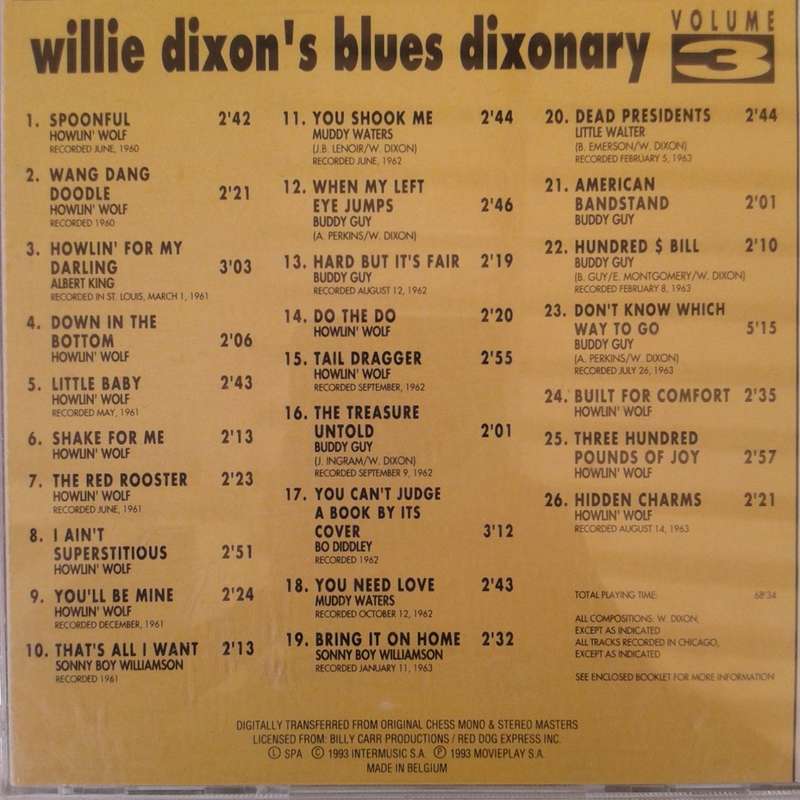 willie dixon's blues dixonary
VOLUME
3
1. SPOONFUL 2'42
HOWLIN' WOLF
RECORDED JUNE, 1960
2. WANG DANG
DOODLE 2'21
HOWLIN' WOLF
RECORDED 1960
3. HOWLIN' FOR MY
DARLING 3'03
ALBERT KING
RECORDED IN ST. LOUIS, MARCH 1, 1961
4. DOWN IN THE
BOTTOM 2'06
HOWLIN' WOLF
5. LITTLE BABY 2'43
HOWLIN' WOLF
RECORDED MAY, 1961
6. SHAKE FOR ME 2'13
HOWLIN' WOLF
7. THE RED ROOSTER 2'23
HOWLIN' WOLF
RECORDED JUNE, 1961
8. I AIN'T
SUPERSTITIOUS 2'51
HOWLIN' WOLF
9. YOU'LL BE MINE 2'24
HOWLIN' WOLF
RECORDED DECEMBER, 1961
10. THAT'S ALL I WANT 2'13
SONNY BOY WILLIAMSON
RECORDED 1961
11. YOU SHOOK ME 2'44
MUDDY WATERS
(J.B. LENOIR/W. DIXON)
RECORDED JUNE, 1962
12. WHEN MY LEFT
EYE JUMPS 2'46
BUDDY GUY
(A. PERKINS/W. DIXON)
13. HARD BUT IT'S FAIR 2'19
BUDDY GUY
RECORDED AUGUST 12, 1962
14. DO THE DO 2'20
HOWLIN' WOLF
15. TAIL DRAGGER 2'55
HOWLIN' WOLF
RECORDED SEPTEMBER, 1962
16. THE TREASURE
UNTOLD 2'01
BUDDY GUY
(J. INGRAM/W. DIXON)
RECORDED SEPTEMBER 9, 1962
17. YOU CAN'T JUDGE
A BOOK BY ITS
COVER 3'12
BO DIDDLEY
RECORDED 1962
18. YOU NEED LOVE 2'43
MUDDY WATERS
RECORDED OCTOBER 12, 1962
19. BRING IT ON HOME 2'32
SONNY BOY WILLIAMSON
RECORDED JANUARY 11, 1963
20. DEAD PRESIDENTS 2'44
LITTLE WALTER
(B. EMERSON/W. DIXON)
RECORDED FEBRUARY 5, 1963
21. AMERICAN
BANDSTAND 2'01
BUDDY GUY
22. HUNDRED $ BILL 2'10
BUDDY GUY
(B. GUY/E. MONTGOMERY/W. DIXON)
RECORDED FEBRUARY 8, 1963
23. DON'T KNOW WHICH
WAY TO GO 5'15
BUDDY GUY
(A. PERKINS/W. DIXON)
RECORDED JULY 26, 1963
24. BUILT FOR COMFORT 2'35
HOWLIN' WOLF
25. THREE HUNDRED
POUNDS OF JOY 2'57
HOWLIN' WOLF
26. HIDDEN CHARMS 2'21
HOWLIN' WOLF
RECORDED AUGUST 14, 1963
TOTAL PLAYING TIME: 68'34
ALL COMPOSITIONS: W. DIXON,
EXCEPT AS INDICATED
ALL TRACKS RECORDED IN CHICAGO,
EXCEPT AS INDICATED
SEE ENCLOSED BOOKLET FOR MORE INFORMATION
DIGITALLY TRANSFERRED FROM ORIGINAL CHESS MONO & STEREO MASTERS
LICENSED FROM: BILLY CARR PRODUCTIONS / RED DOG EXPRESS INC.
Ⓛ SPA © 1993 INTERMUSIC S.A. ℗ 1993 MOVIEPLAY S.A.
MADE IN BELGIUM